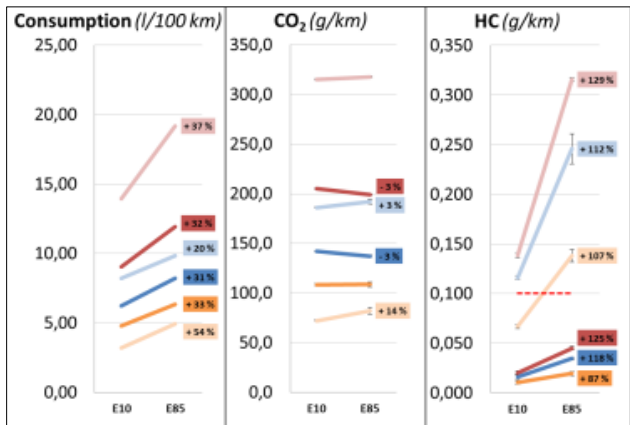 Consumption (l/100 km)
25,00
20,00
15,00
10,00
5,00
0,00
+ 37 %
+ 32 %
+ 20 %
+ 31 %
+ 33 %
+ 54 %
E10 E85
CO₂ (g/km)
350,0
300,0
250,0
200,0
150,0
100,0
50,0
0,0
- 3 %
+ 3 %
- 3 %
+ 14 %
E10 E85
HC (g/km)
0,350
0,300
0,250
0,200
0,150
0,100
0,050
0,000
+ 129 %
+ 112 %
+ 107 %
+ 125 %
+ 118 %
+ 87 %
E10 E85